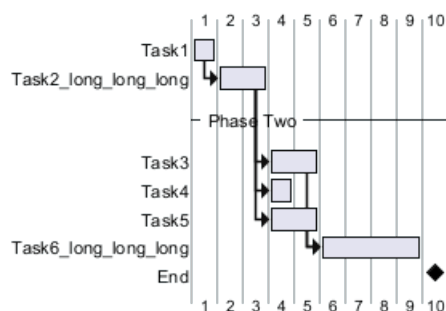 1 2 3 4 5 6 7 8 9 10
Task1
Task2_long_long_long
Phase Two
Task3
Task4
Task5
Task6_long_long_long
End
1 2 3 4 5 6 7 8 9 10